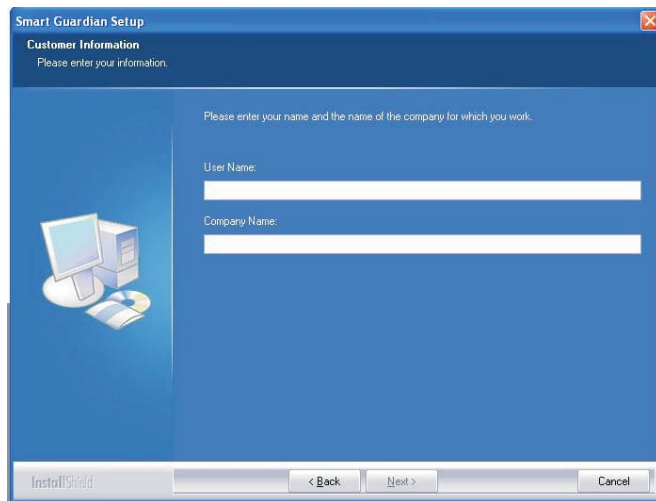 Smart Guardian Setup
Customer Information
Please enter your information.
Please enter your name and the name of the company for which you work.
User Name:
Company Name:
InstallShield
< Back
Next >
Cancel